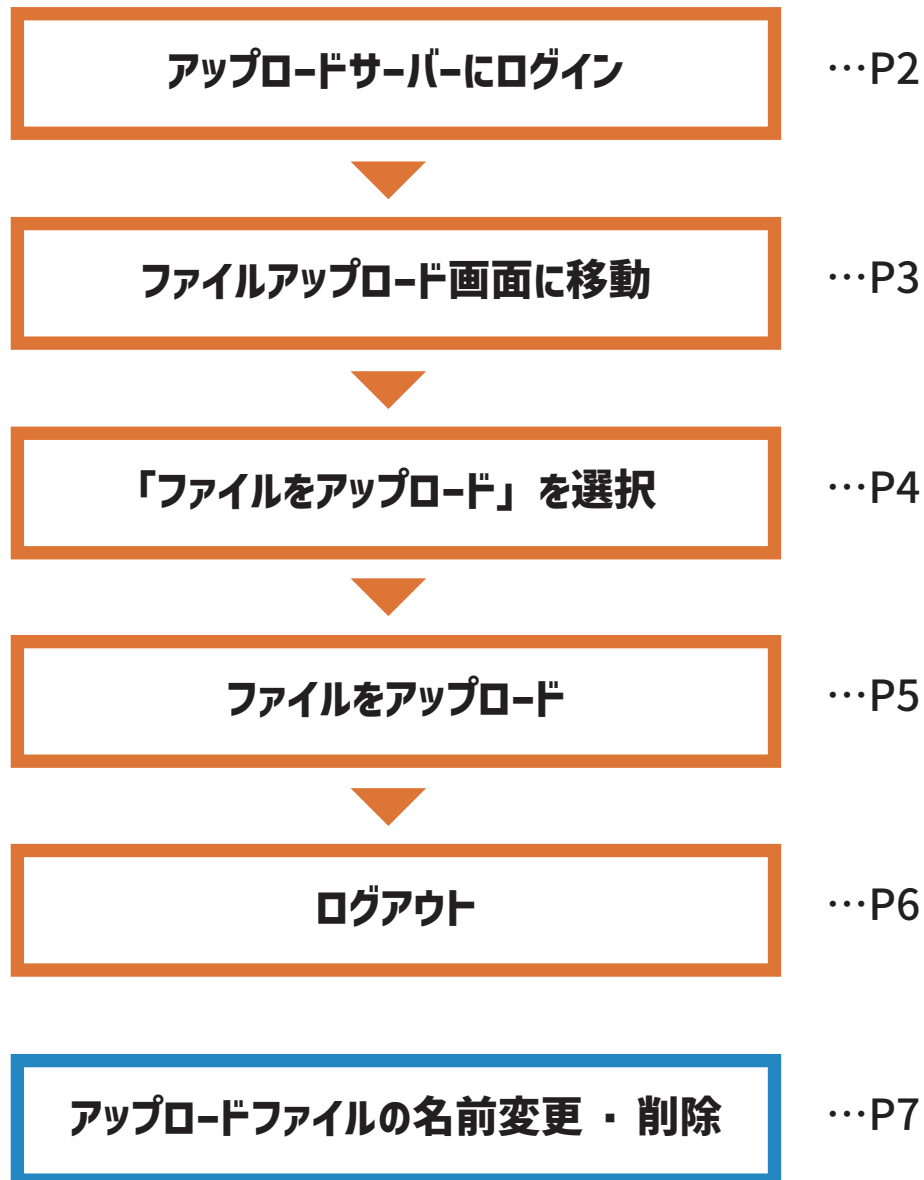 アップロードサーバーにログイン …P2
ファイルアップロード画面に移動 …P3
「ファイルをアップロード」を選択 …P4
ファイルをアップロード …P5
ログアウト …P6
アップロードファイルの名前変更・削除 …P7